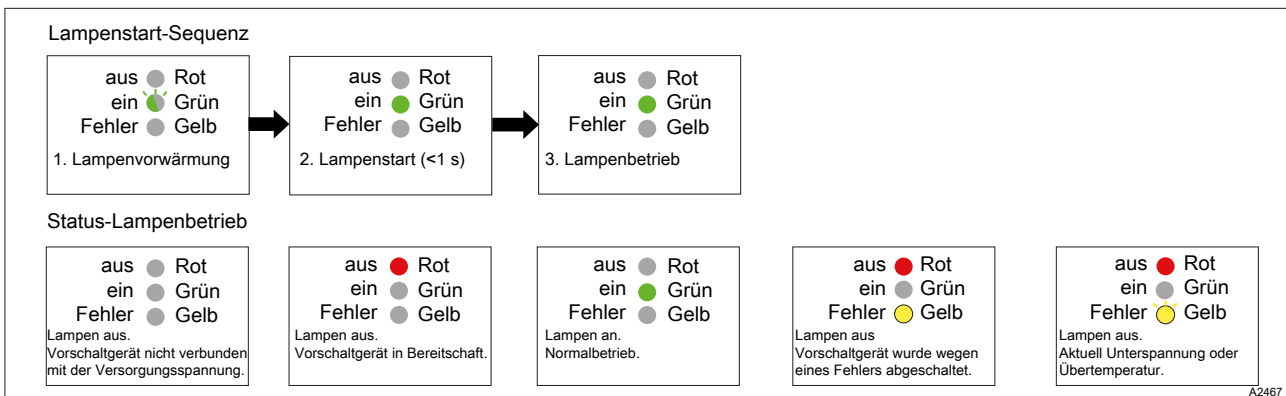 Lampenstart-Sequenz
aus Rot
ein Grün
Fehler Gelb
1. Lampenvorwärmung
aus Rot
ein Grün
Fehler Gelb
2. Lampenstart (<1 s)
aus Rot
ein Grün
Fehler Gelb
3. Lampenbetrieb
Status-Lampenbetrieb
aus Rot
ein Grün
Fehler Gelb
Lampen aus.
Vorschaltgerät nicht verbunden
mit der Versorgungsspannung.
aus Rot
ein Grün
Fehler Gelb
Lampen aus.
Vorschaltgerät in Bereitschaft.
aus Rot
ein Grün
Fehler Gelb
Lampen an.
Normalbetrieb.
aus Rot
ein Grün
Fehler Gelb
Lampen aus
Vorschaltgerät wurde wegen
eines Fehlers abgeschaltet.
aus Rot
ein Grün
Fehler Gelb
Lampen aus.
Aktuell Unterspannung oder
Übertemperatur.
A2467